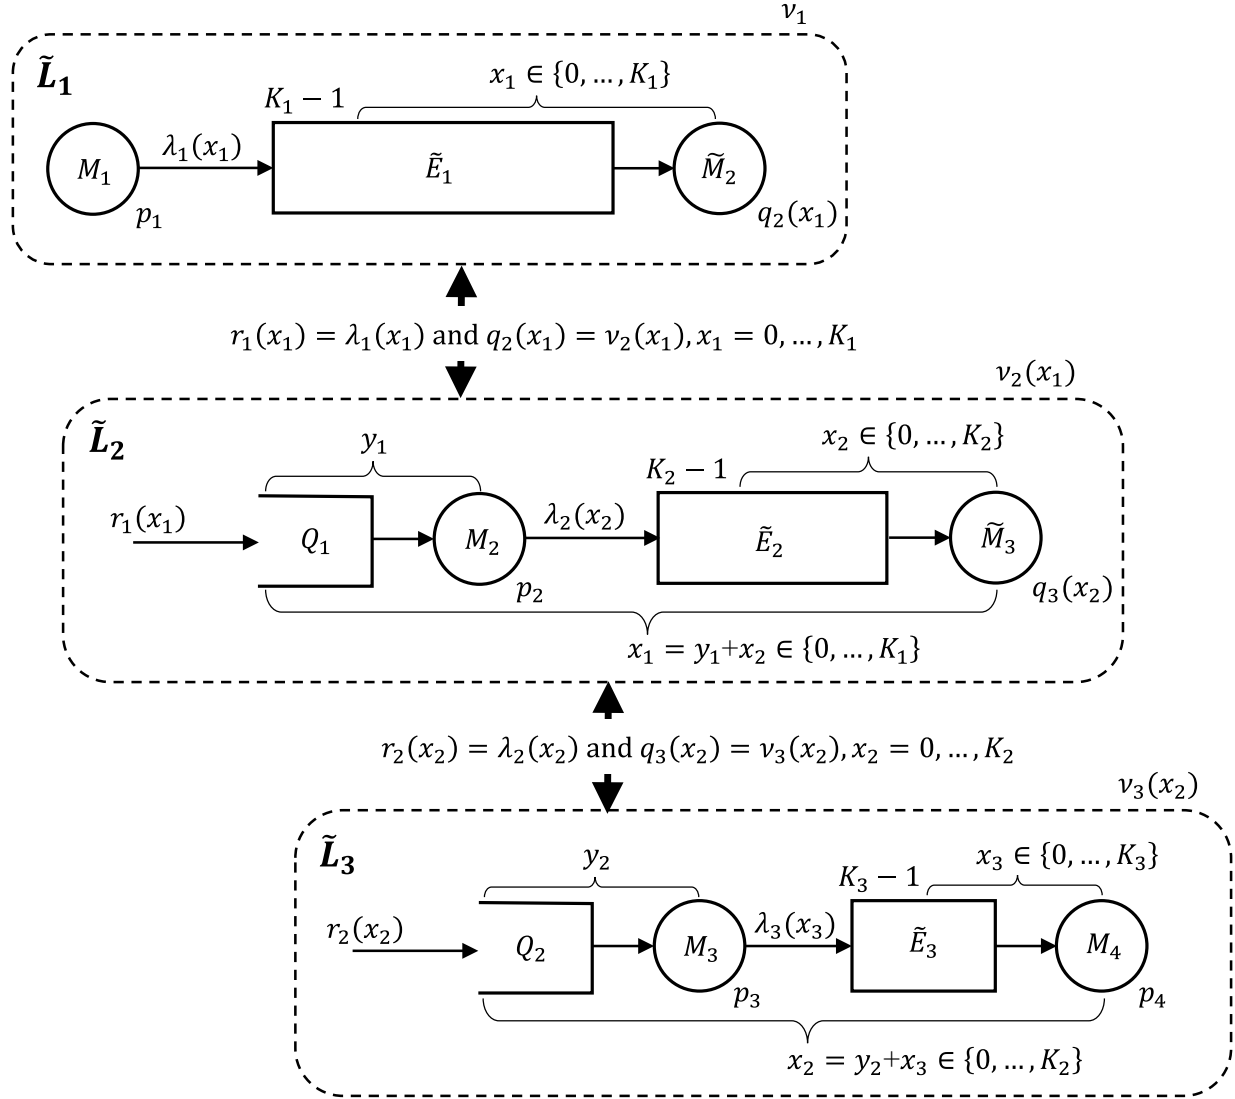 ν₁
L̃₁
x₁ ∈ {0, … , K₁}
K₁ − 1
M₁
λ₁(x₁)
Ẽ₁
M̃₂
p₁
q₂(x₁)
r₁(x₁) = λ₁(x₁) and q₂(x₁) = ν₂(x₁), x₁ = 0, … , K₁
ν₂(x₁)
L̃₂
y₁
x₂ ∈ {0, … , K₂}
K₂ − 1
r₁(x₁)
Q₁
M₂
λ₂(x₂)
Ẽ₂
M̃₃
p₂
q₃(x₂)
x₁ = y₁+x₂ ∈ {0, … , K₁}
r₂(x₂) = λ₂(x₂) and q₃(x₂) = ν₃(x₂), x₂ = 0, … , K₂
ν₃(x₂)
L̃₃
y₂
x₃ ∈ {0, … , K₃}
K₃ − 1
r₂(x₂)
Q₂
M₃
λ₃(x₃)
Ẽ₃
M₄
p₃
p₄
x₂ = y₂+x₃ ∈ {0, … , K₂}